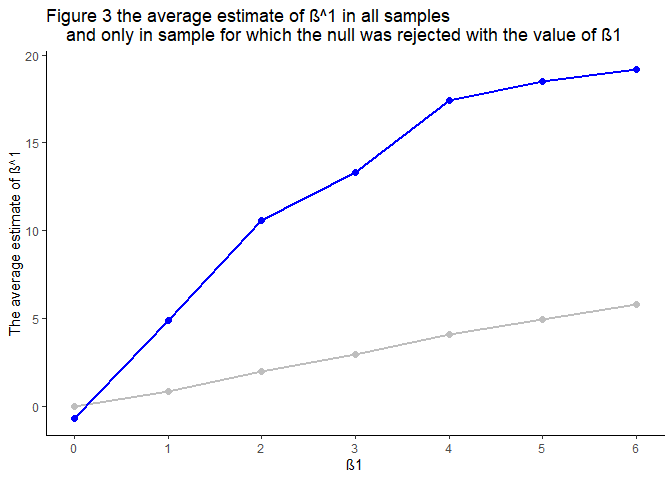 Figure 3 the average estimate of ß^1 in all samples
and only in sample for which the null was rejected with the value of ß1
20
15
10
5
0
The average estimate of ß^1
0 1 2 3 4 5 6
ß1